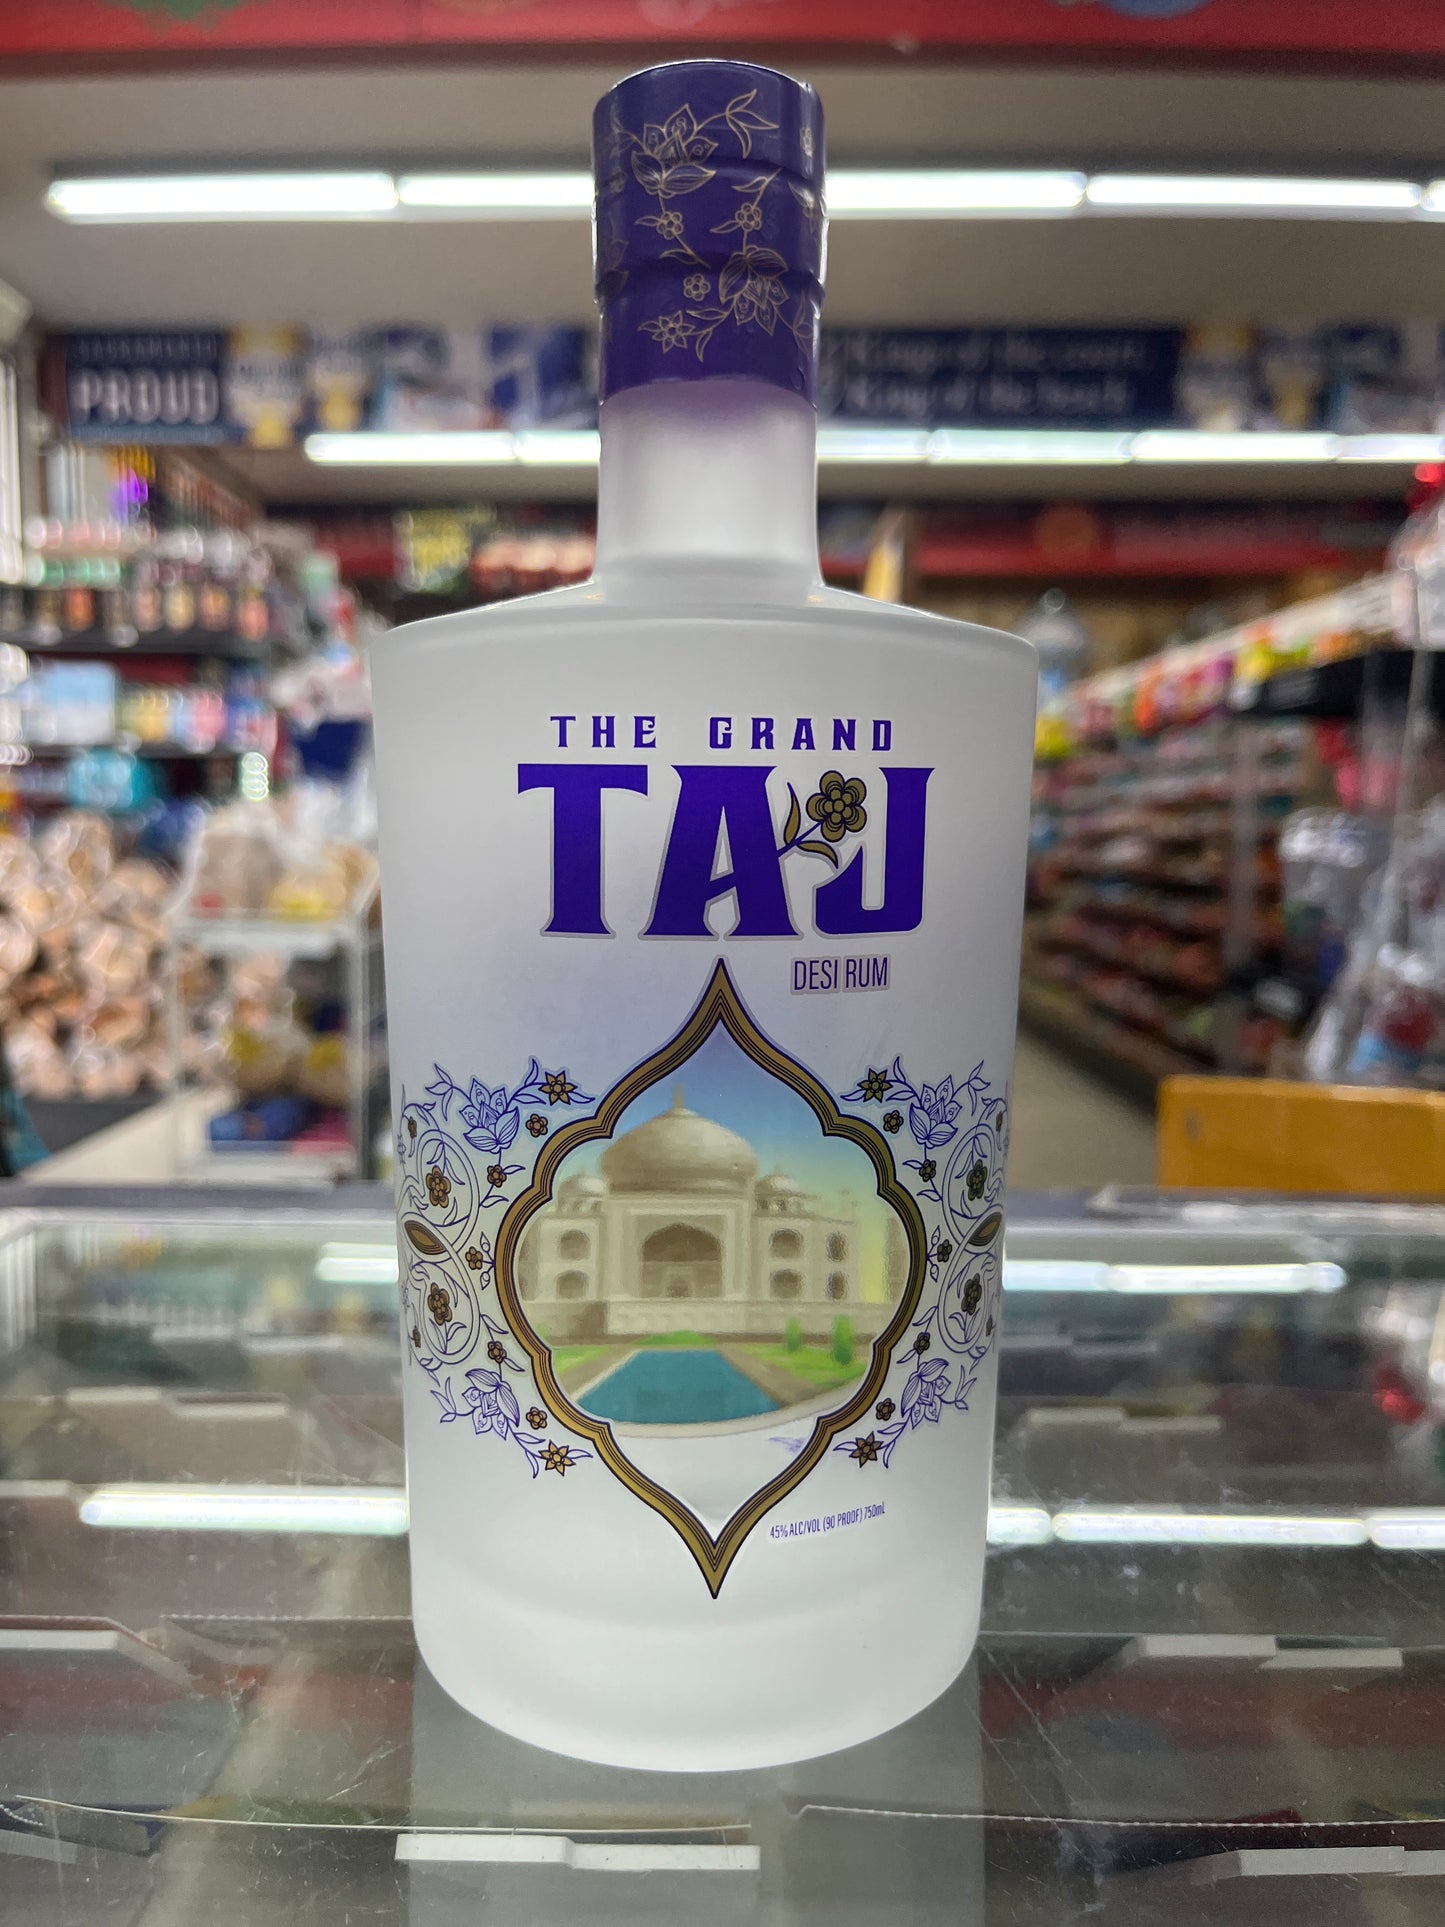 PROUD
THE GRAND
TAJ
DESI RUM
45% ALC/VOL (90 PROOF) 750mL